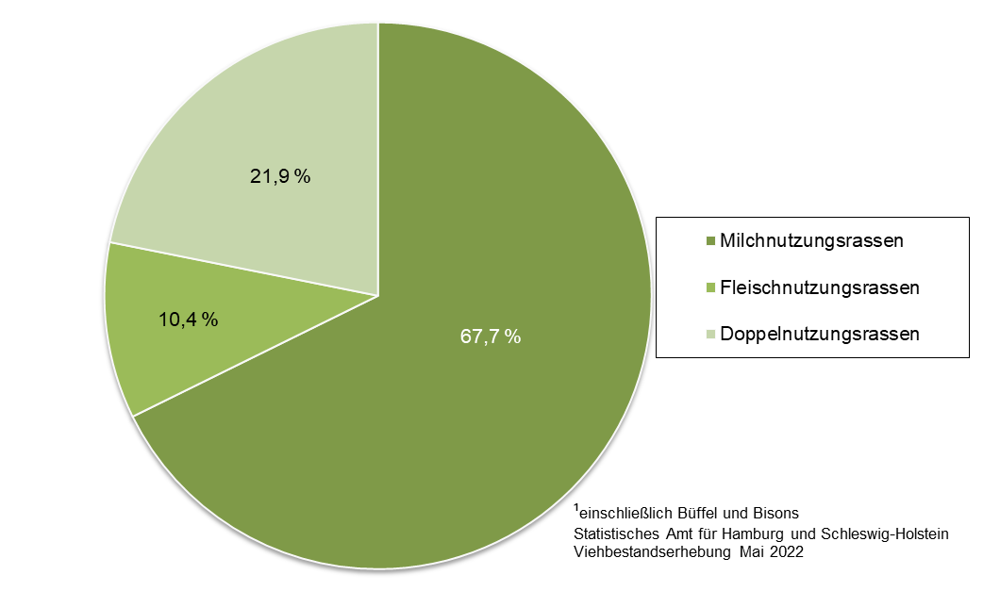 21,9 %
10,4 %
67,7 %
Milchnutzungsrassen
Fleischnutzungsrassen
Doppelnutzungsrassen
¹einschließlich Büffel und Bisons
Statistisches Amt für Hamburg und Schleswig-Holstein
Viehbestandserhebung Mai 2022